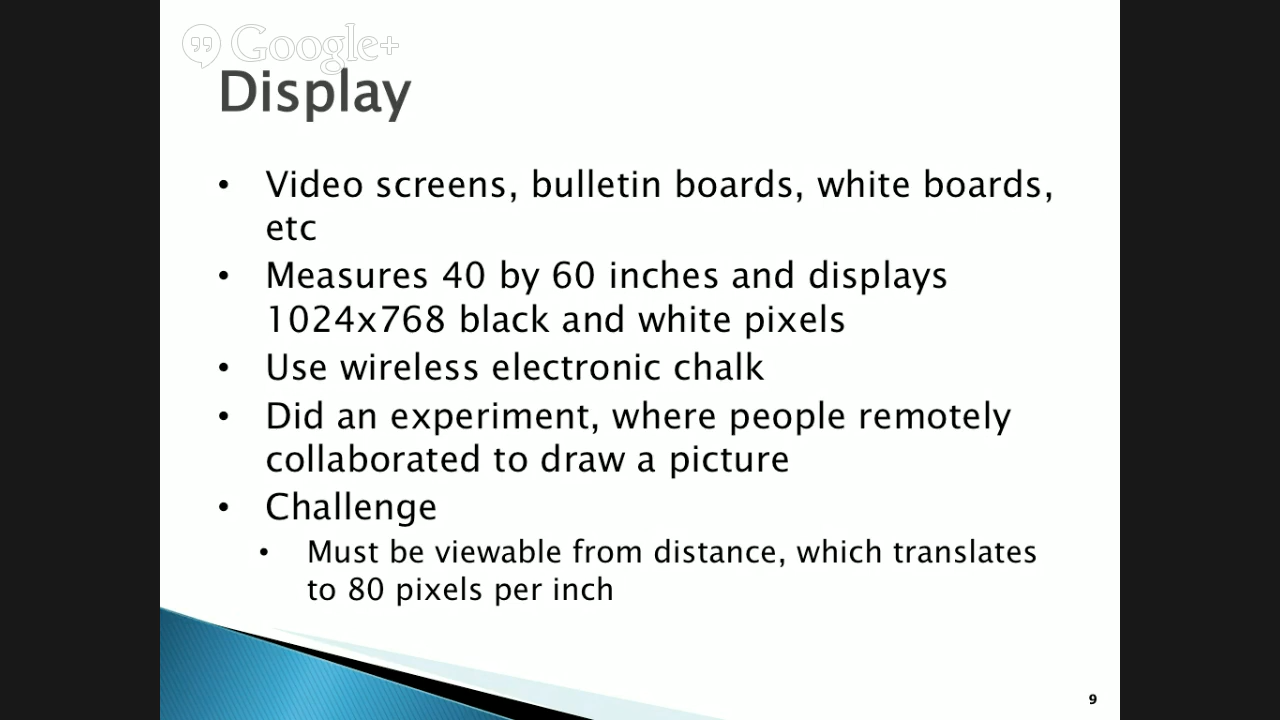 Google+
Display
• Video screens, bulletin boards, white boards,
etc
• Measures 40 by 60 inches and displays
1024x768 black and white pixels
• Use wireless electronic chalk
• Did an experiment, where people remotely
collaborated to draw a picture
• Challenge
• Must be viewable from distance, which translates
to 80 pixels per inch
9